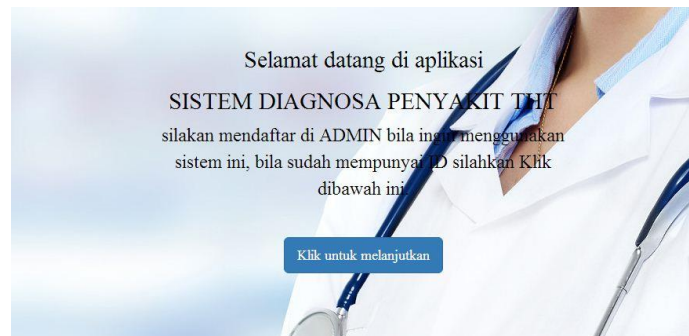 Selamat datang di aplikasi
SISTEM DIAGNOSA PENYAKIT THT
silakan mendaftar di ADMIN bila ingin menggunakan
sistem ini, bila sudah mempunyai ID silahkan Klik
dibawah ini.
Klik untuk melanjutkan